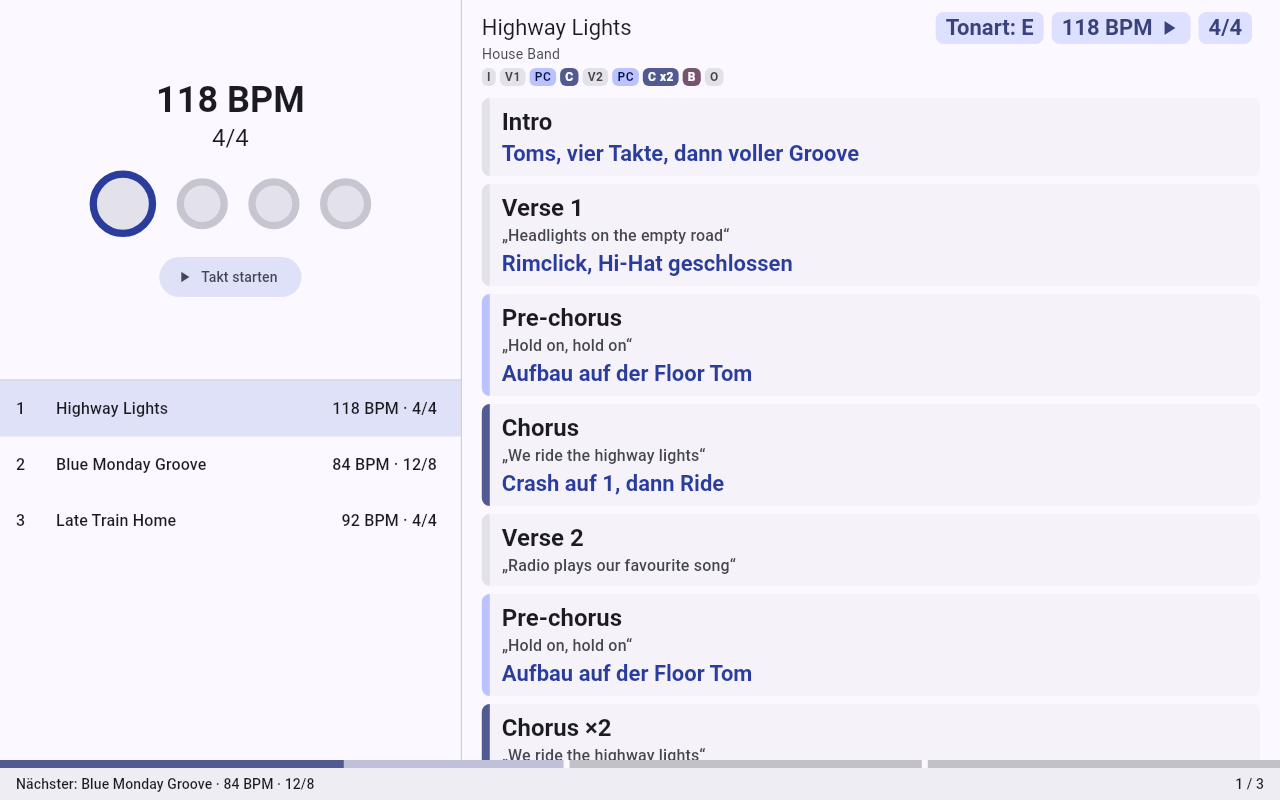 118 BPM
4/4
Takt starten
1 Highway Lights 118 BPM · 4/4
2 Blue Monday Groove 84 BPM · 12/8
3 Late Train Home 92 BPM · 4/4
Highway Lights
House Band
Tonart: E 118 BPM 4/4
I V1 PC C V2 PC C x2 B O
Intro
Toms, vier Takte, dann voller Groove
Verse 1
„Headlights on the empty road“
Rimclick, Hi-Hat geschlossen
Pre-chorus
„Hold on, hold on“
Aufbau auf der Floor Tom
Chorus
„We ride the highway lights“
Crash auf 1, dann Ride
Verse 2
„Radio plays our favourite song“
Pre-chorus
„Hold on, hold on“
Aufbau auf der Floor Tom
Chorus ×2
„We ride the highway lights“
Nächster: Blue Monday Groove · 84 BPM · 12/8
1 / 3